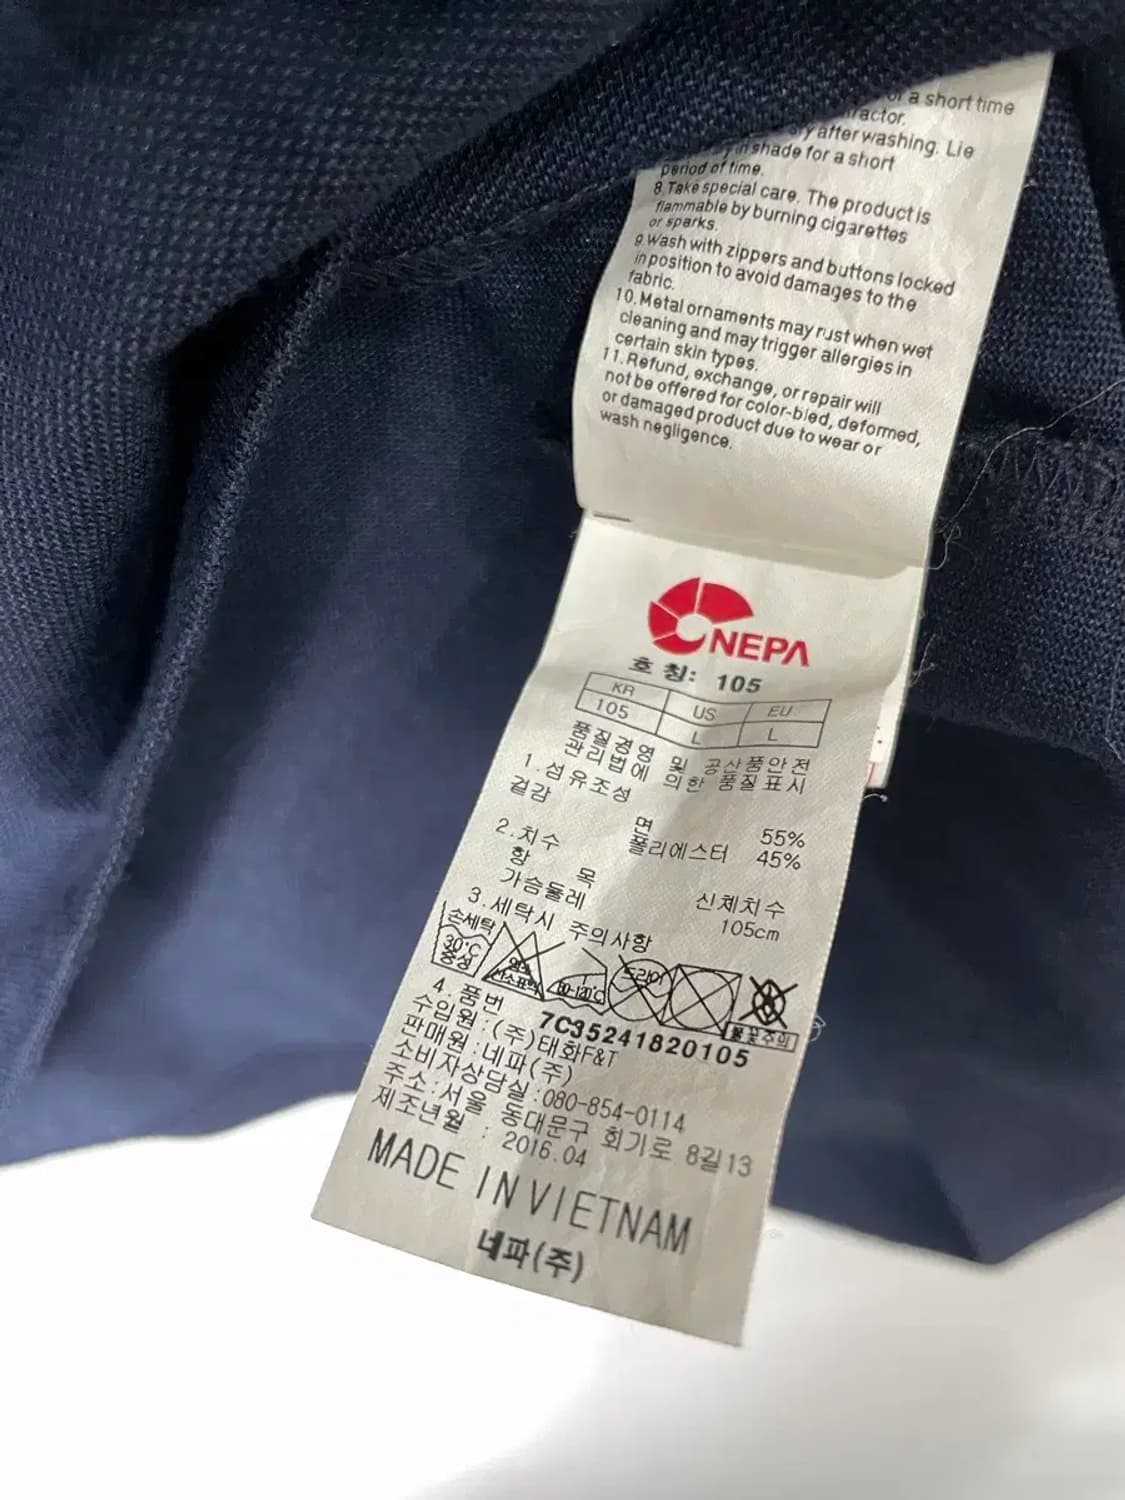 a short time
after washing. Lie
in shade for a short
period of time.
8.Take special care. The product is
flammable by burning cigarettes
or sparks.
9.Wash with zippers and buttons locked
in position to avoid damages to the
fabric.
10.Metal ornaments may rust when wet
cleaning and may trigger allergies in
certain skin types.
11.Refund, exchange, or repair will
not be offered for color-bled, deformed,
or damaged product due to wear or
wash negligence.
NEPA
호 칭: 105
KR US EU
105 L L
품질경영 및 공산품안전
관리법에 의한 품질표시
1.섬유조성
겉감 면 55%
폴리에스터 45%
2.치수
항 목 신체치수
가슴둘레 105cm
3.세탁시 주의사항
손세탁
30°C
중성
드라이
불꽃주의
4.품번 7C35241820105
수입원:(주)태화F&T
판매원:네파(주)
소비자상담실:080-854-0114
주소:서울 동대문구 회기로 8길13
제조년월 : 2016.04
MADE IN VIETNAM
네파(주)